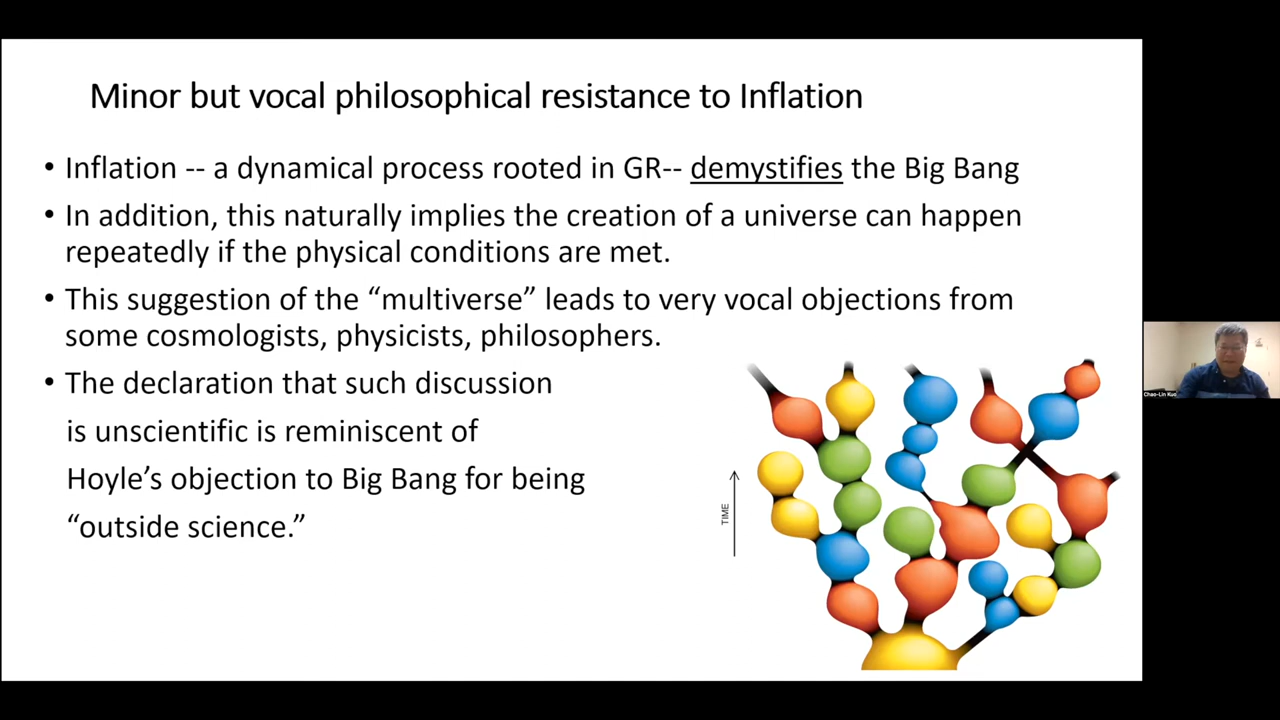 Minor but vocal philosophical resistance to Inflation
• Inflation -- a dynamical process rooted in GR-- demystifies the Big Bang
• In addition, this naturally implies the creation of a universe can happen
repeatedly if the physical conditions are met.
• This suggestion of the “multiverse” leads to very vocal objections from
some cosmologists, physicists, philosophers.
• The declaration that such discussion
is unscientific is reminiscent of
Hoyle’s objection to Big Bang for being
“outside science.”
TIME
Chao-Lin Kuo